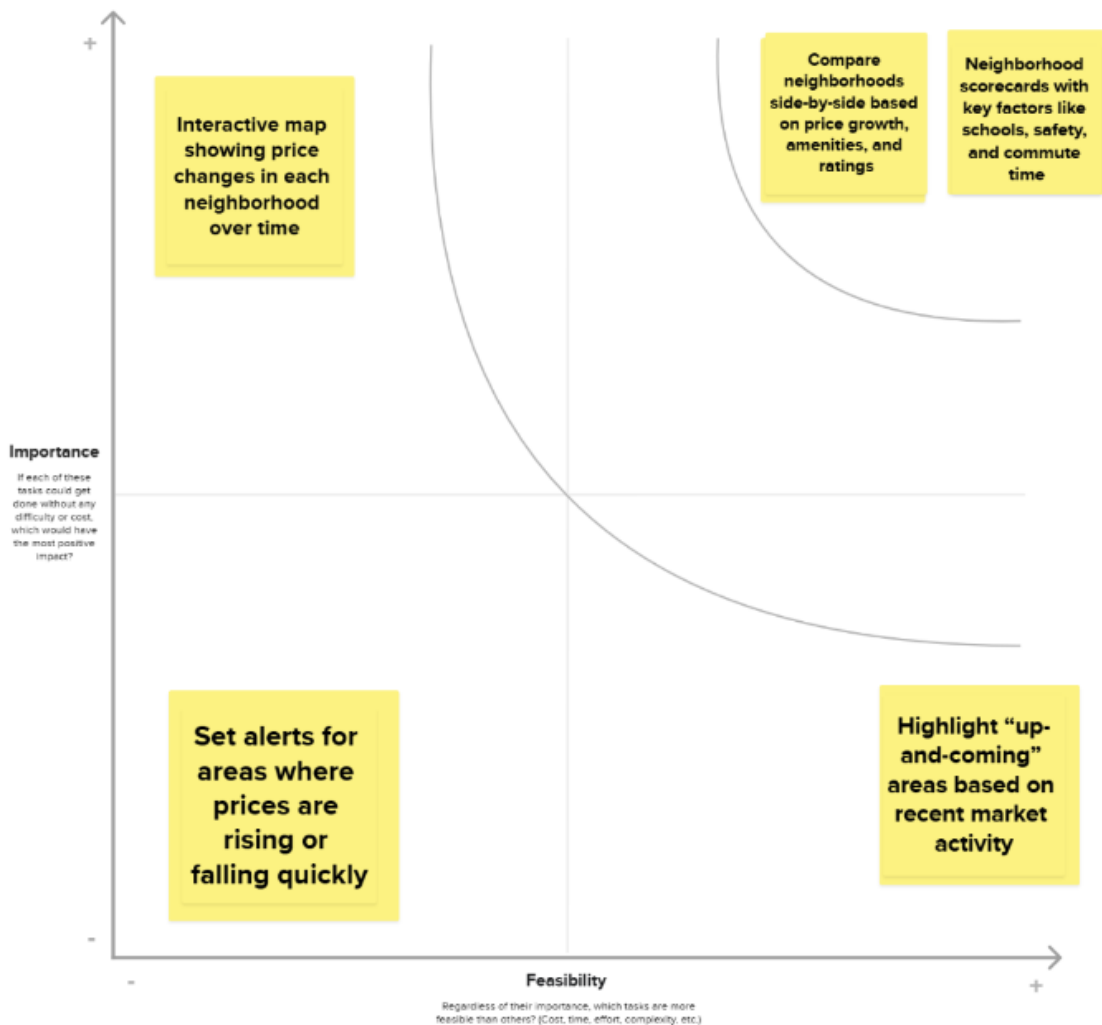 +
Interactive map
showing price
changes in each
neighborhood
over time
Compare
neighborhoods
side-by-side based
on price growth,
amenities, and
ratings
Neighborhood
scorecards with
key factors like
schools, safety,
and commute
time
Importance
If each of these
tasks could get
done without any
difficulty or cost,
which would have
the most positive
impact?
Set alerts for
areas where
prices are
rising or
falling quickly
Highlight “up-
and-coming”
areas based on
recent market
activity
-
-
Feasibility
+
Regardless of their importance, which tasks are more
feasible than others? (Cost, time, effort, complexity, etc.)